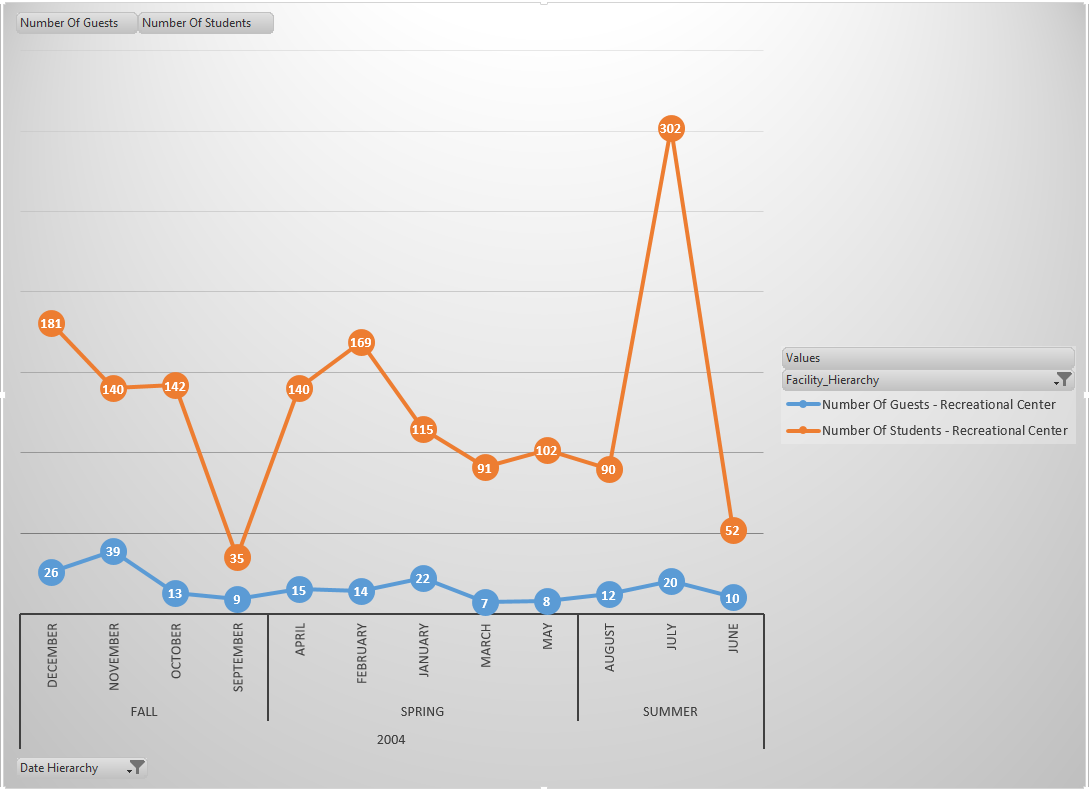 Number Of Guests Number Of Students
302
181
169
140 142 140
115
102
91 90
52
35
39
26
22 20
13 15 14 12
9 7 8 10
DECEMBER NOVEMBER OCTOBER SEPTEMBER APRIL FEBRUARY JANUARY MARCH MAY AUGUST JULY JUNE
FALL SPRING SUMMER
2004
Values
Facility_Hierarchy
Number Of Guests - Recreational Center
Number Of Students - Recreational Center
Date Hierarchy